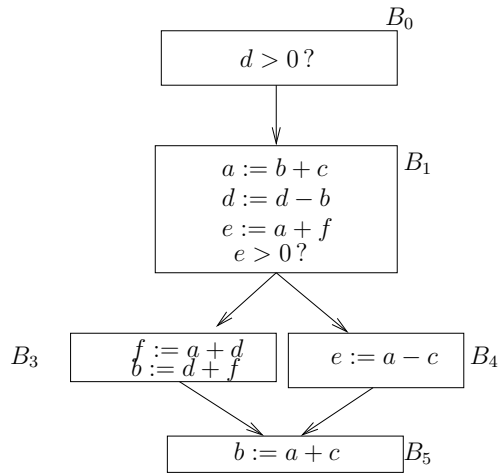 B₀
d > 0 ?
B₁
a := b + c
d := d − b
e := a + f
e > 0 ?
B₃
f := a + d
b := d + f
e := a − c
B₄
b := a + c
B₅